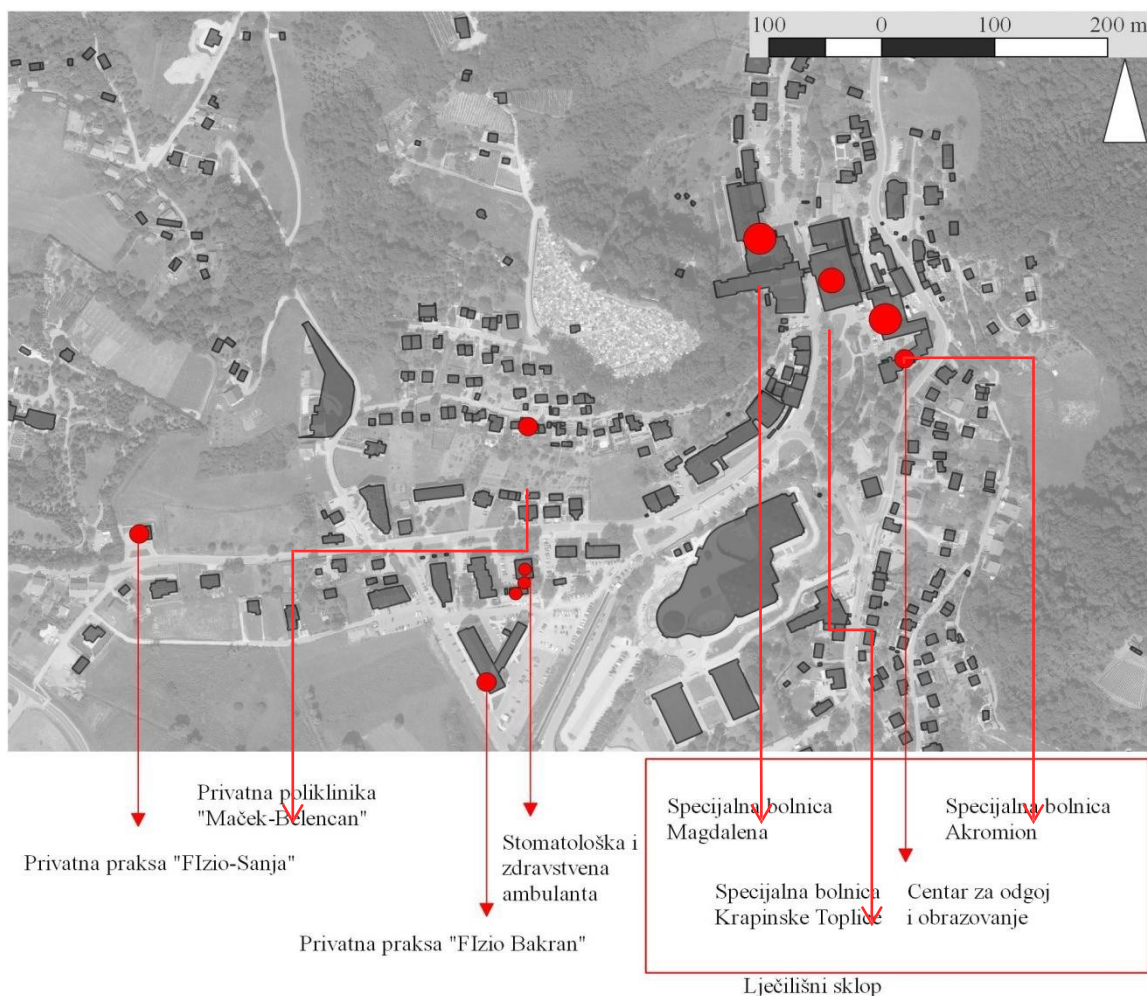 100 0 100 200 m
Privatna poliklinika
"Maček-Belencan"
Privatna praksa "FIzio-Sanja"
Stomatološka i
zdravstvena
ambulanta
Privatna praksa "FIzio Bakran"
Specijalna bolnica
Magdalena
Specijalna bolnica
Akromion
Specijalna bolnica
Krapinske Toplice
Centar za odgoj
i obrazovanje
Lječilišni sklop